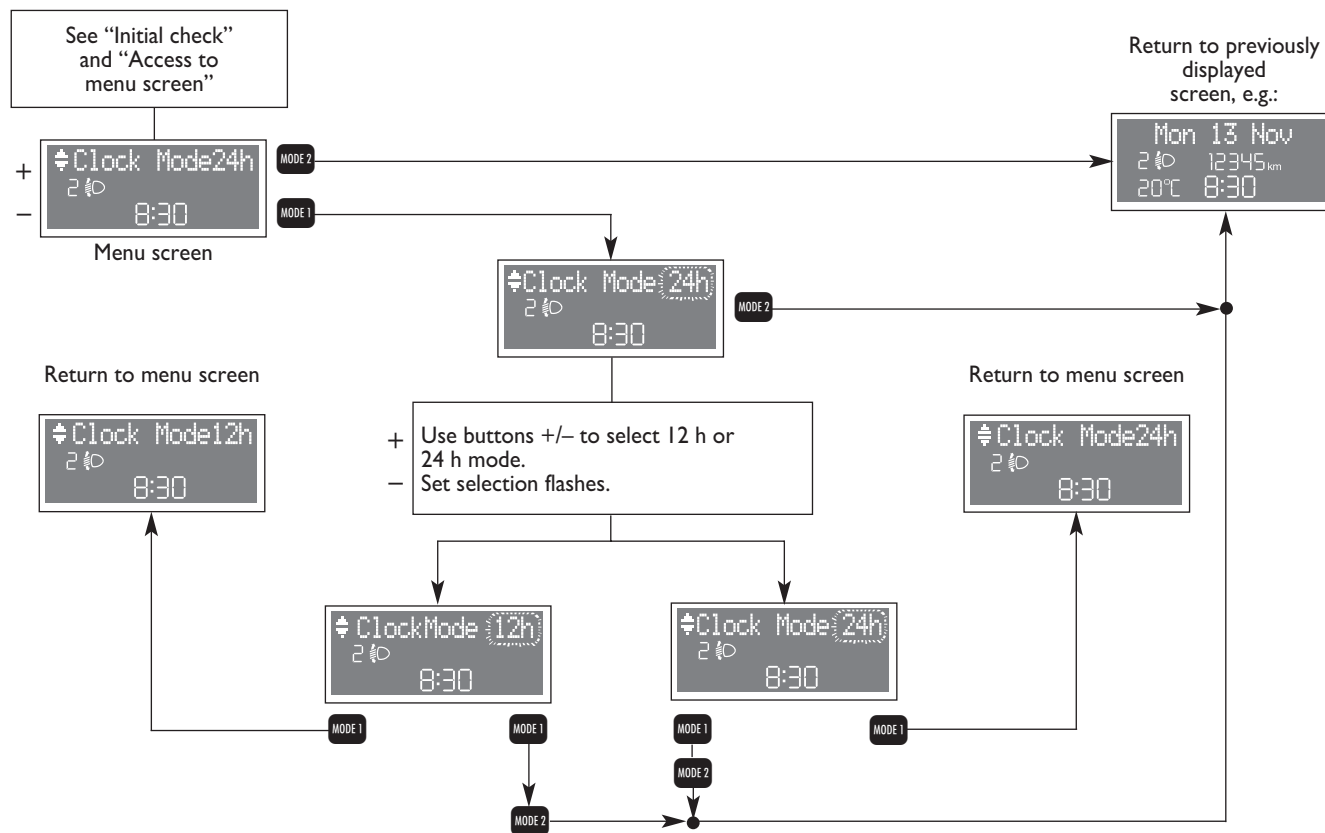 See “Initial check”
and “Access to
menu screen”
Return to previously
displayed
screen, e.g.:
+
−
Clock Mode24h
2
8:30
MODE 2
MODE 1
Menu screen
Mon 13 Nov
2 12345 km
20°C 8:30
Clock Mode 24h
2
8:30
MODE 2
Return to menu screen
Clock Mode12h
2
8:30
+ Use buttons +/– to select 12 h or
24 h mode.
− Set selection flashes.
Return to menu screen
Clock Mode24h
2
8:30
ClockMode 12h
2
8:30
Clock Mode 24h
2
8:30
MODE 1
MODE 1
MODE 1
MODE 1
MODE 2
MODE 2